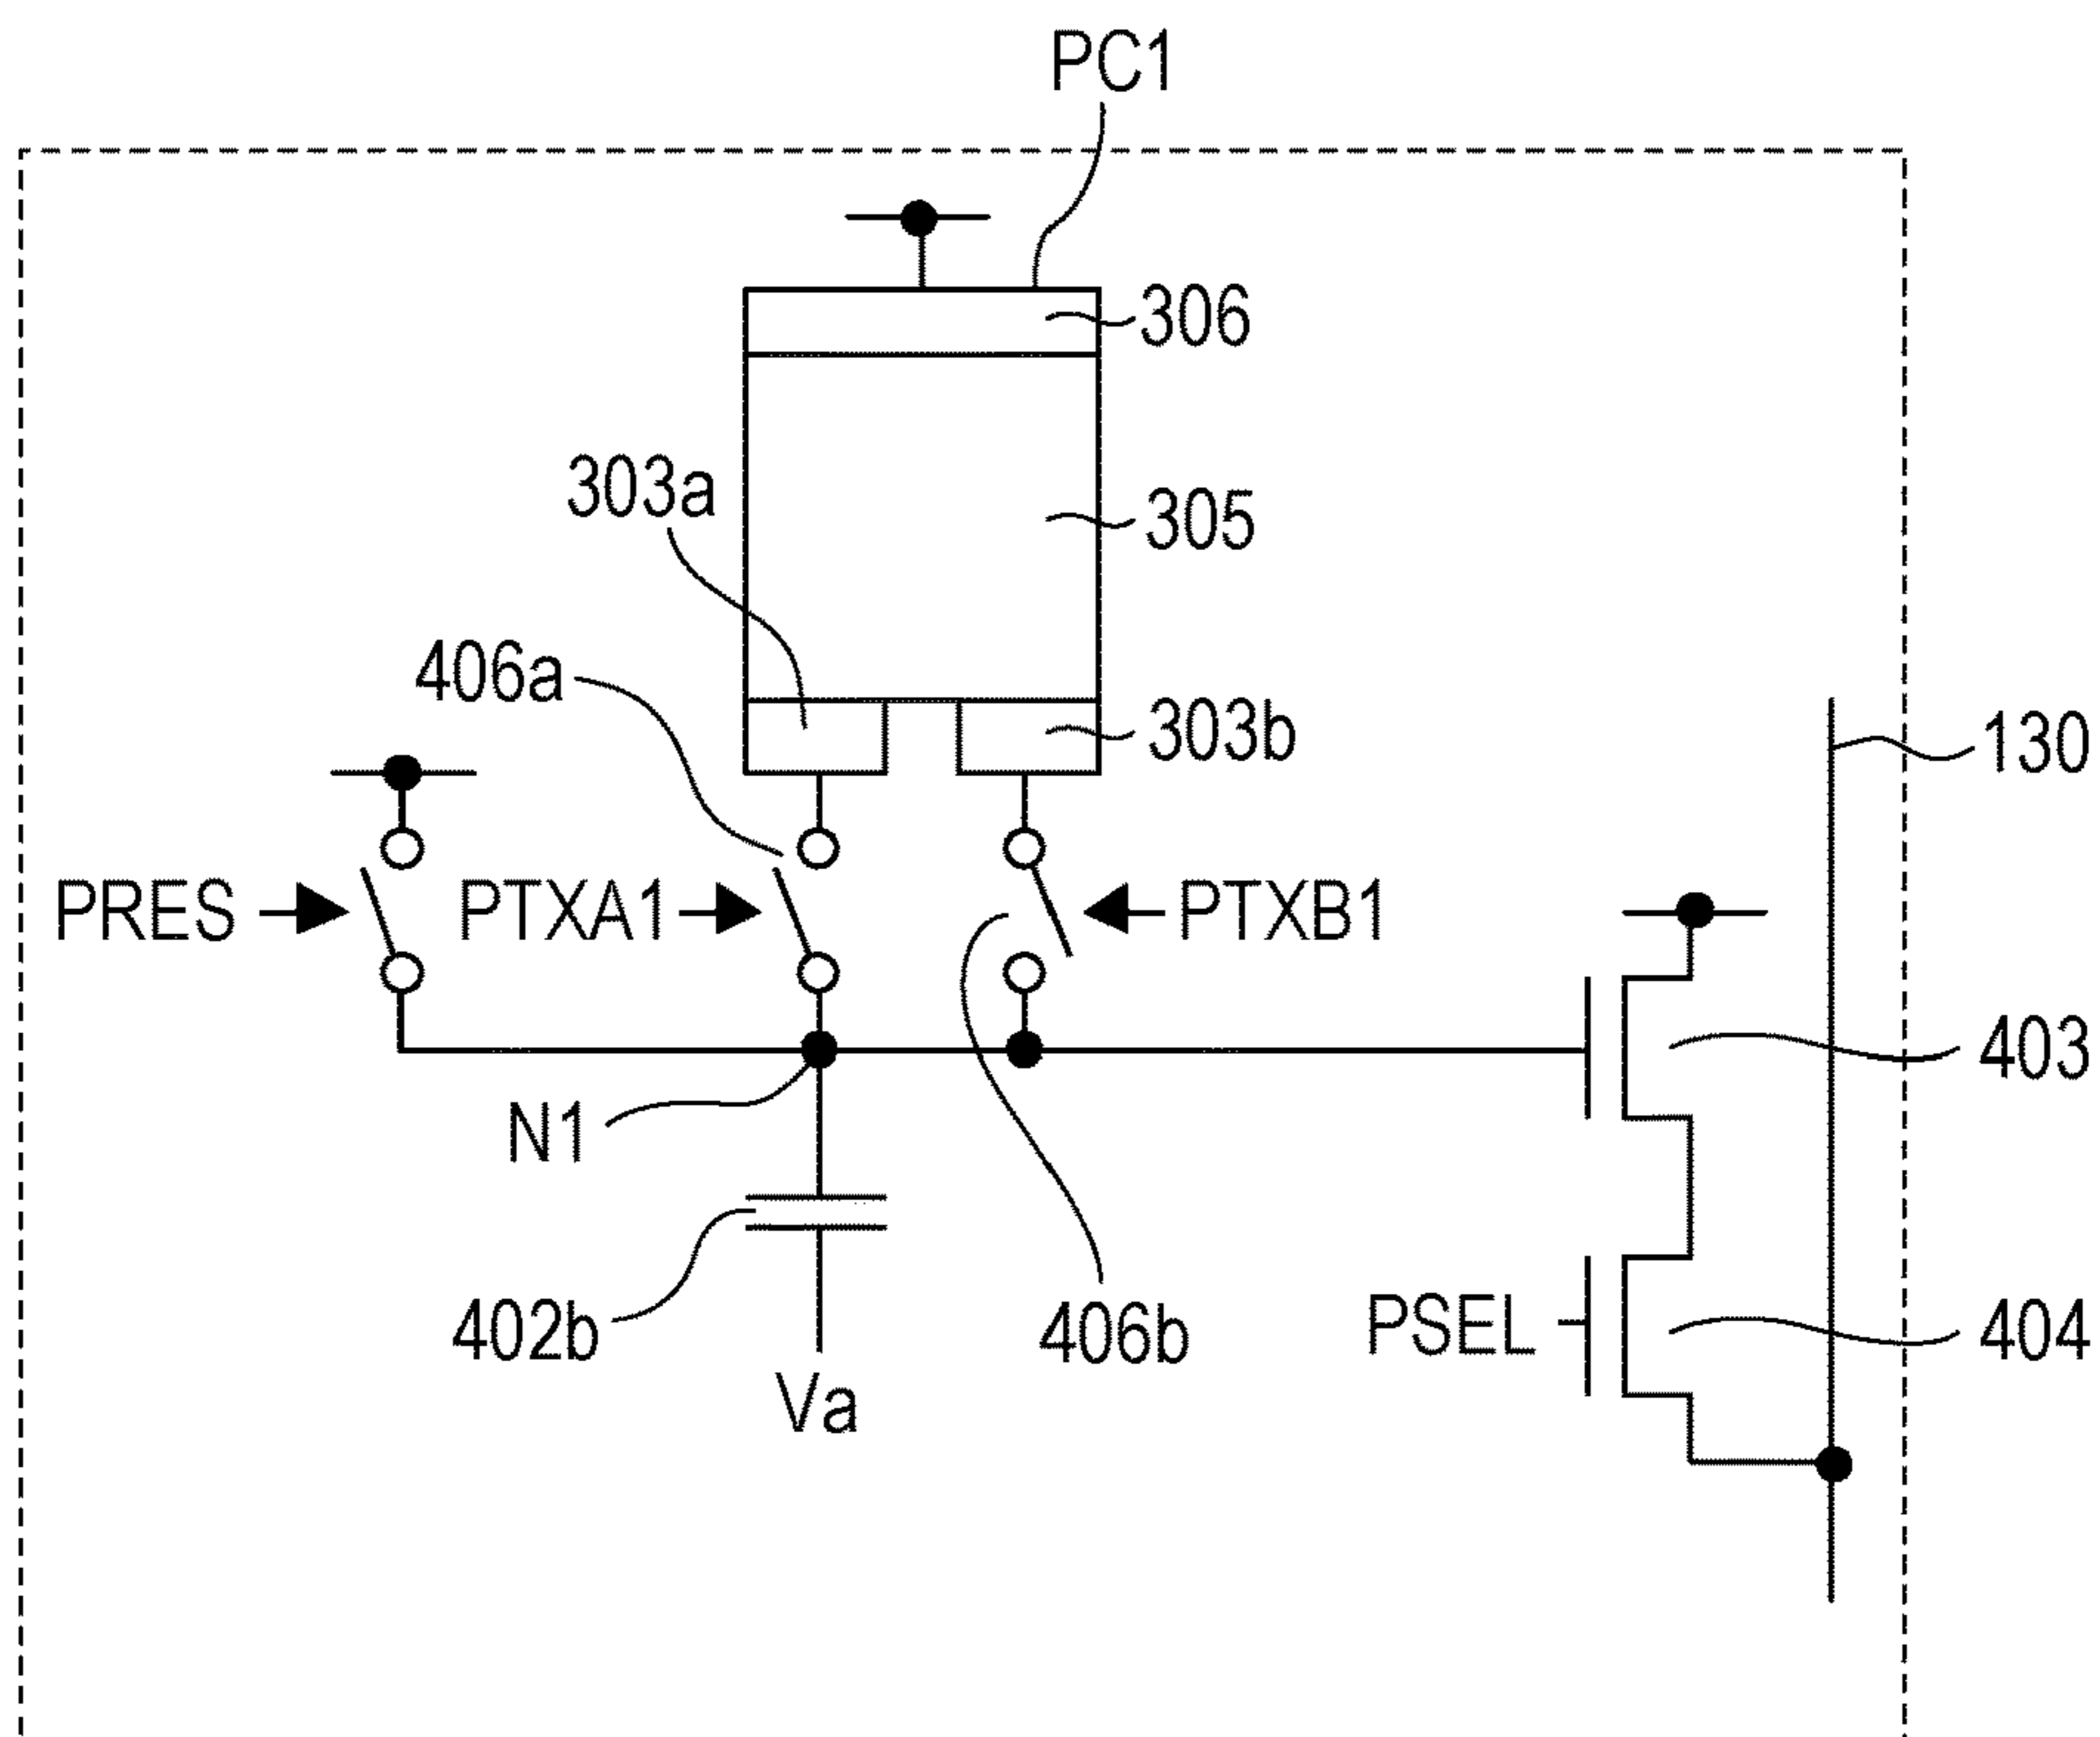 PC1
306
303a
305
406a
303b
130
PRES
PTXA1
PTXB1
403
N1
402b
406b
PSEL
404
Va